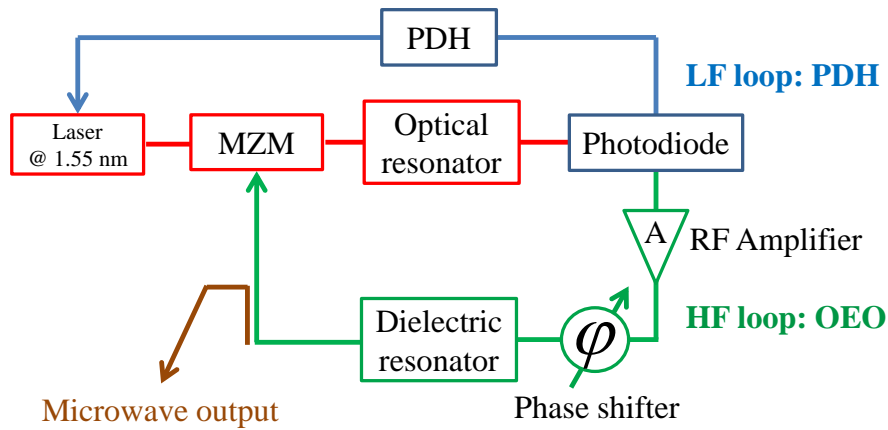 PDH
LF loop: PDH
Laser
@ 1.55 nm
MZM
Optical
resonator
Photodiode
A
RF Amplifier
HF loop: OEO
Dielectric
resonator
φ
Phase shifter
Microwave output